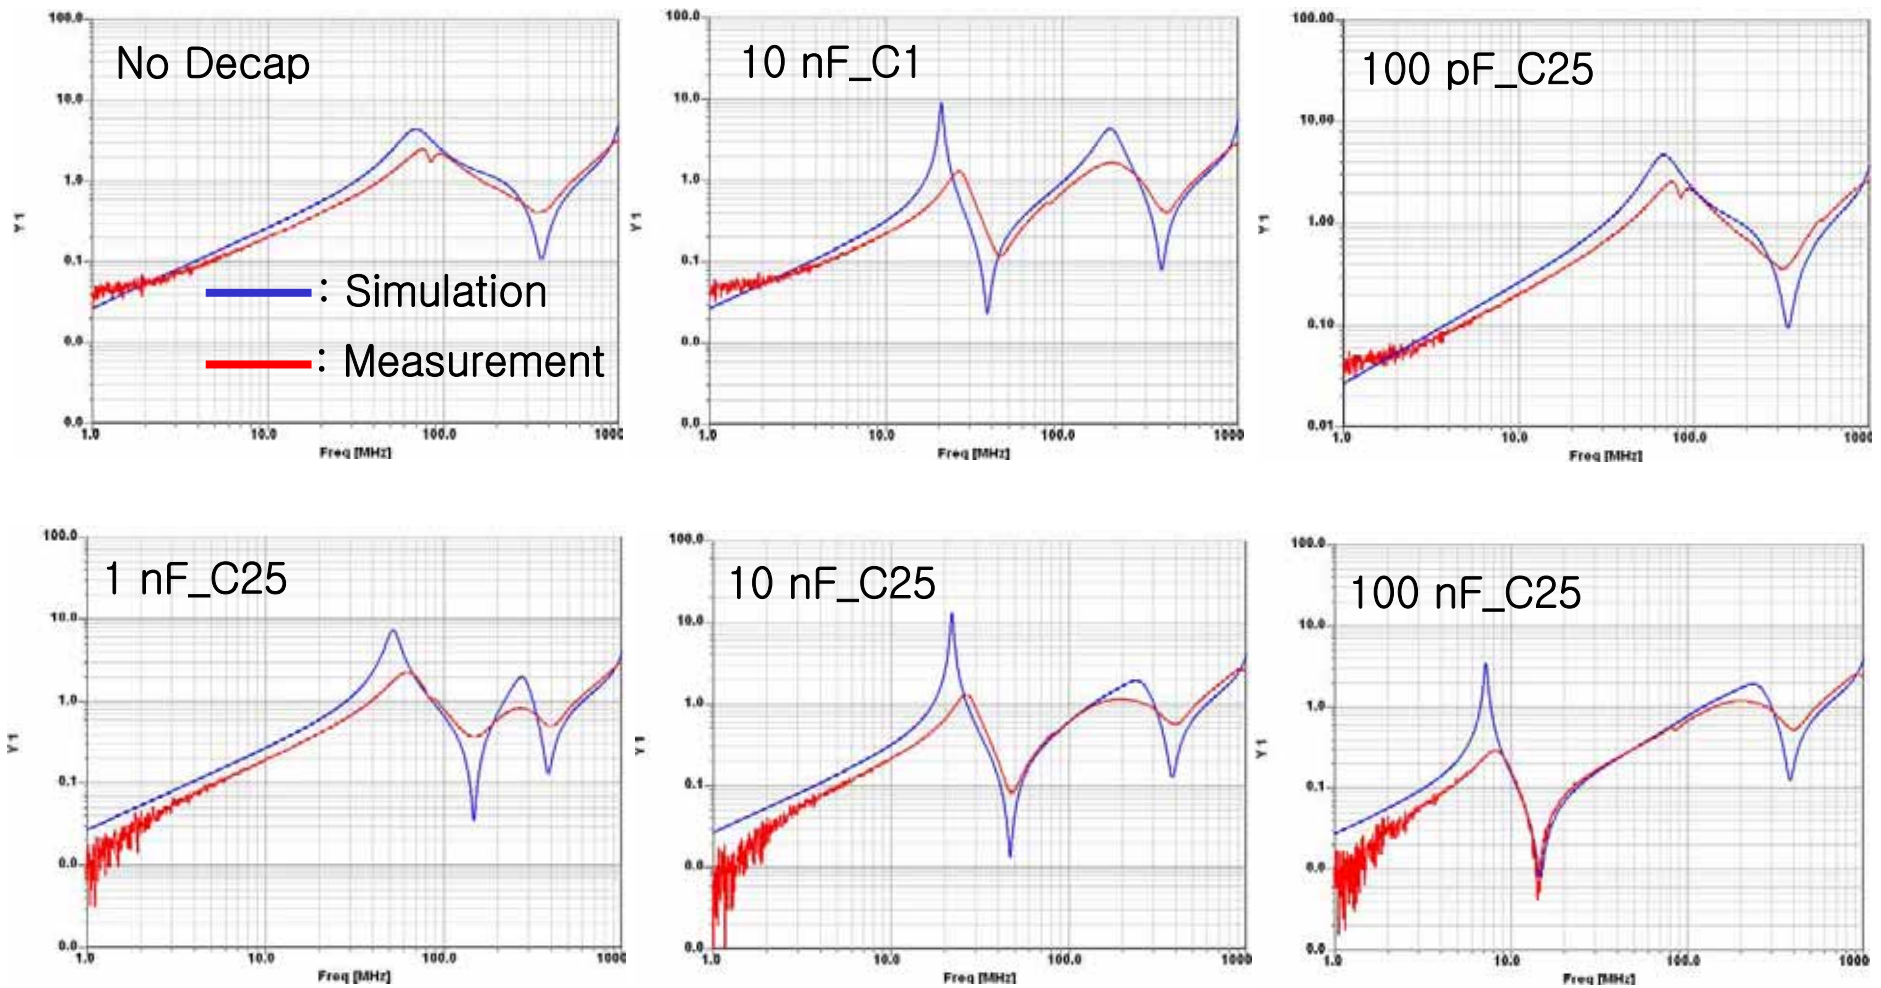 No Decap
100.0
10.0
1.0
0.1
0.0
0.0
Y1
: Simulation
: Measurement
1.0 10.0 100.0 1000
Freq [MHz]
10 nF_C1
100.0
10.0
1.0
0.1
0.0
0.0
Y1
1.0 10.0 100.0 1000
Freq [MHz]
100 pF_C25
100.00
10.00
1.00
0.10
0.01
Y1
1.0 10.0 100.0 1000
Freq [MHz]
1 nF_C25
100.0
10.0
1.0
0.1
0.0
0.0
Y1
1.0 10.0 100.0 1000
Freq [MHz]
10 nF_C25
100.0
10.0
1.0
0.1
0.0
0.0
Y1
1.0 10.0 100.0 1000
Freq [MHz]
100 nF_C25
100.0
10.0
1.0
0.1
0.0
0.0
Y1
1.0 10.0 100.0 1000
Freq [MHz]